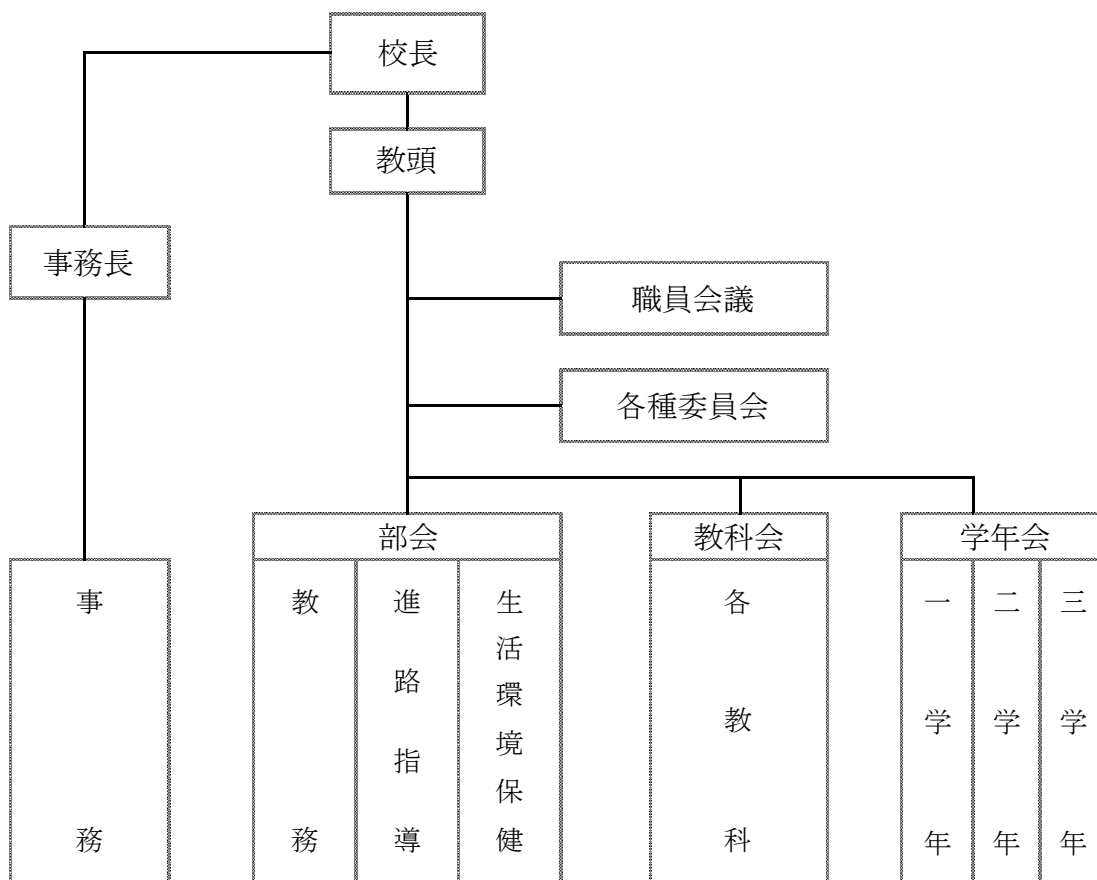 校長
教頭
事務長
職員会議
各種委員会
部会
教科会
学年会
事務
教務
進路指導
生活環境保健
各教科
一学年
二学年
三学年